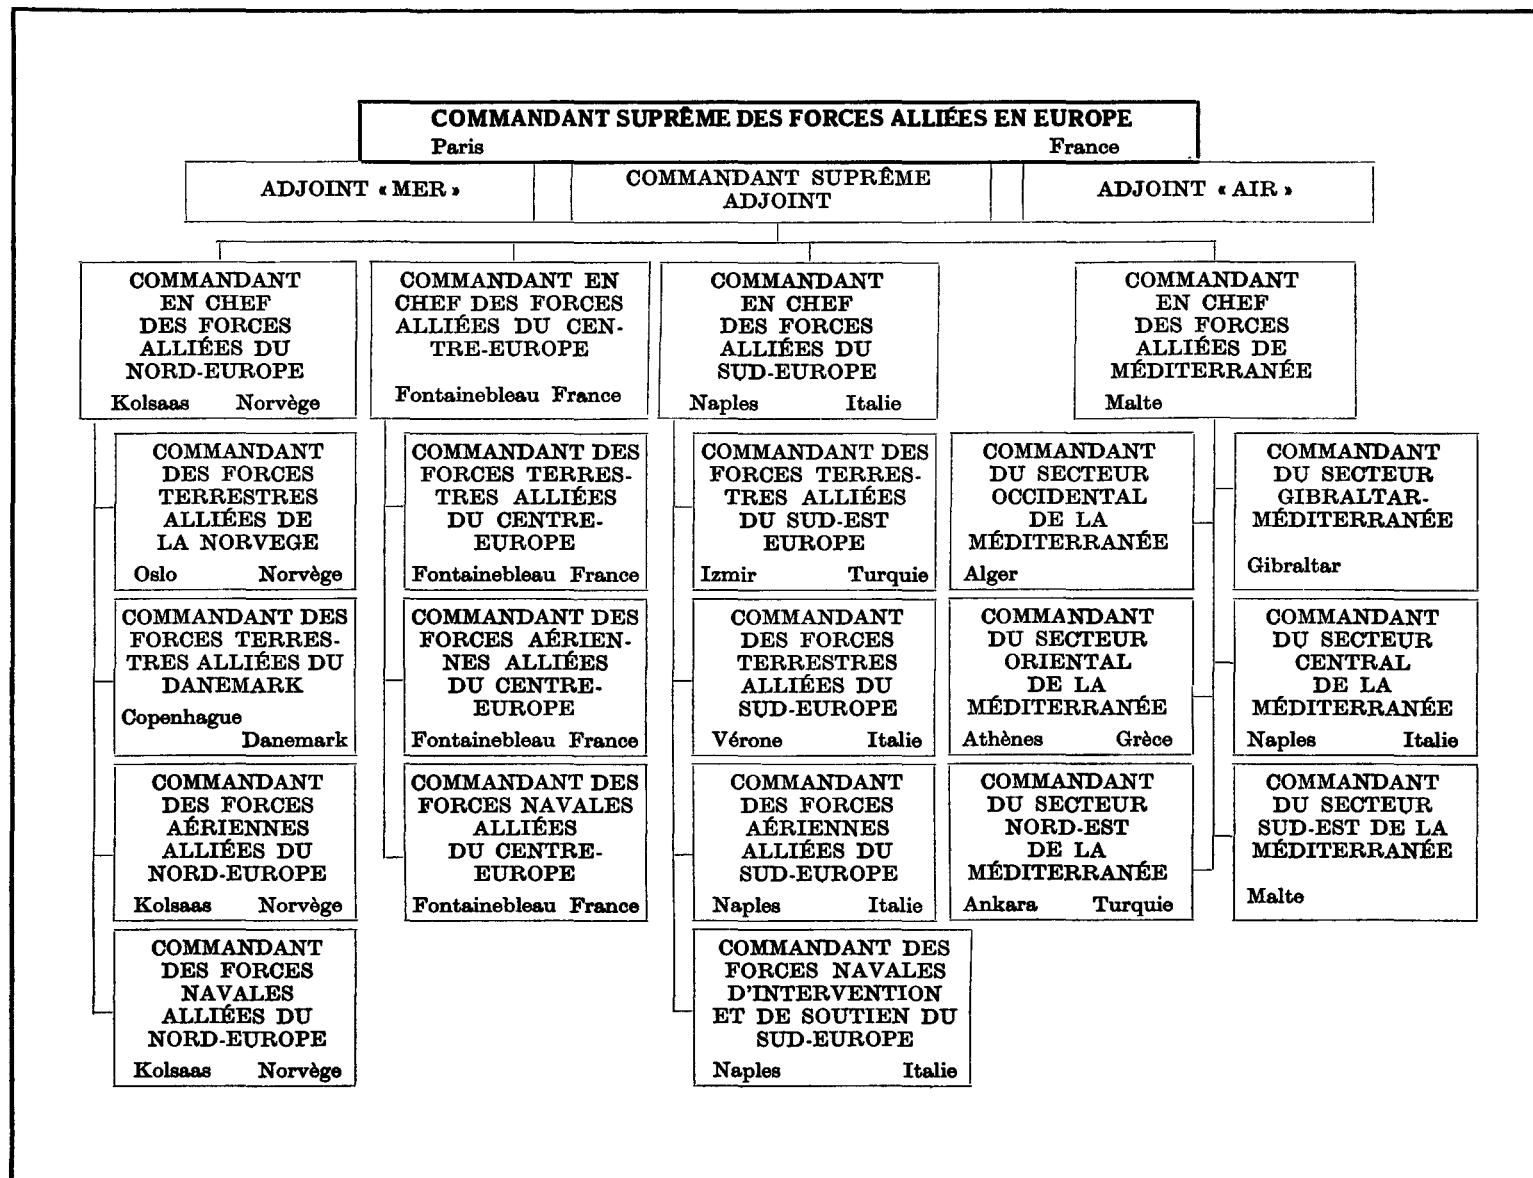 COMMANDANT SUPRÊME DES FORCES ALLIÉES EN EUROPE
Paris France
ADJOINT « MER »
COMMANDANT SUPRÊME
ADJOINT
ADJOINT « AIR »
COMMANDANT
EN CHEF
DES FORCES
ALLIÉES DU
NORD-EUROPE
Kolsaas Norvège
COMMANDANT EN
CHEF DES FORCES
ALLIÉES DU CEN-
TRE-EUROPE
Fontainebleau France
COMMANDANT
EN CHEF
DES FORCES
ALLIÉES DU
SUD-EUROPE
Naples Italie
COMMANDANT
EN CHEF
DES FORCES
ALLIÉES DE
MÉDITERRANÉE
Malte
COMMANDANT
DES FORCES
TERRESTRES
ALLIÉES DE
LA NORVEGE
Oslo Norvège
COMMANDANT DES
FORCES TERRES-
TRES ALLIÉES
DU CENTRE-
EUROPE
Fontainebleau France
COMMANDANT DES
FORCES TERRES-
TRES ALLIÉES
DU SUD-EST
EUROPE
Izmir Turquie
COMMANDANT
DU SECTEUR
OCCIDENTAL
DE LA
MÉDITERRANÉE
Alger
COMMANDANT
DU SECTEUR
GIBRALTAR-
MÉDITERRANÉE
Gibraltar
COMMANDANT DES
FORCES TERRES-
TRES ALLIÉES DU
DANEMARK
Copenhague
Danemark
COMMANDANT DES
FORCES AÉRIEN-
NES ALLIÉES
DU CENTRE-
EUROPE
Fontainebleau France
COMMANDANT
DES FORCES
TERRESTRES
ALLIÉES DU
SUD-EUROPE
Vérone Italie
COMMANDANT
DU SECTEUR
ORIENTAL
DE LA
MÉDITERRANÉE
Athènes Grèce
COMMANDANT
DU SECTEUR
CENTRAL
DE LA
MÉDITERRANÉE
Naples Italie
COMMANDANT
DES FORCES
AÉRIENNES
ALLIÉES DU
NORD-EUROPE
Kolsaas Norvège
COMMANDANT DES
FORCES NAVALES
ALLIÉES
DU CENTRE-
EUROPE
Fontainebleau France
COMMANDANT
DES FORCES
AÉRIENNES
ALLIÉES DU
SUD-EUROPE
Naples Italie
COMMANDANT
DU SECTEUR
NORD-EST
DE LA
MÉDITERRANÉE
Ankara Turquie
COMMANDANT
DU SECTEUR
SUD-EST DE LA
MÉDITERRANÉE
Malte
COMMANDANT
DES FORCES
NAVALES
ALLIÉES DU
NORD-EUROPE
Kolsaas Norvège
COMMANDANT DES
FORCES NAVALES
D'INTERVENTION
ET DE SOUTIEN DU
SUD-EUROPE
Naples Italie